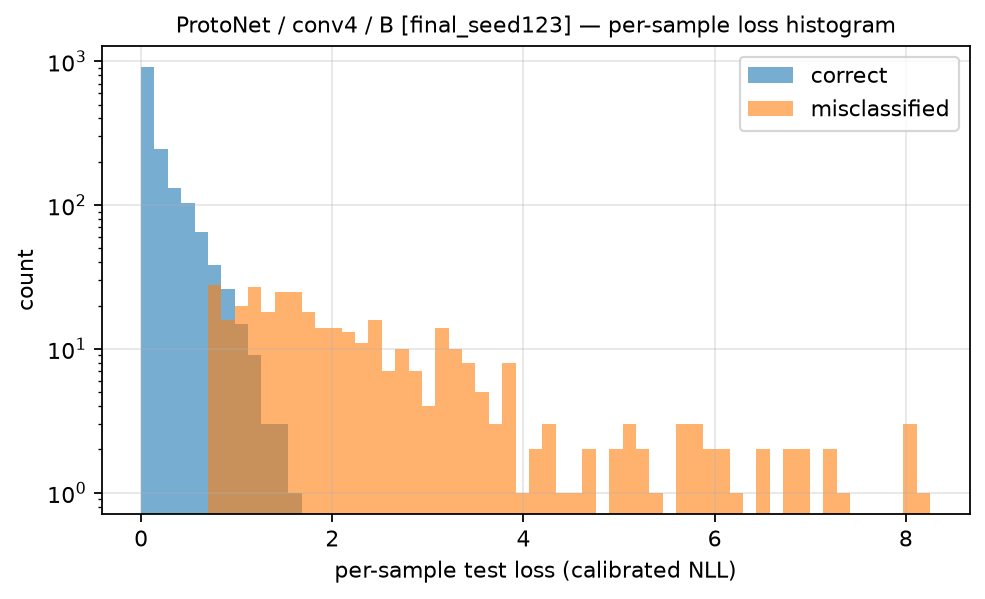 ProtoNet / conv4 / B [final_seed123] — per-sample loss histogram
correct
misclassified
count
10³
10²
10¹
10⁰
0 2 4 6 8
per-sample test loss (calibrated NLL)